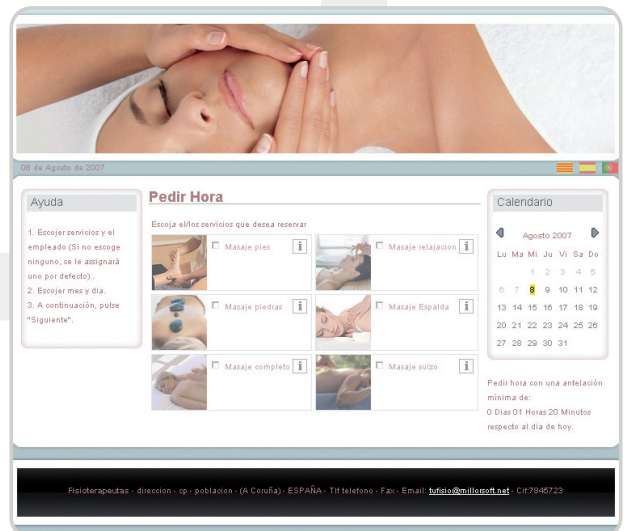 08 de Agosto de 2007
Ayuda
1. Escojer servicios y el
empleado (Si no escoge
ninguno, se le assignará
uno por defecto) .
2. Escojer mes y dia.
3. A continuación, pulse
"Siguiente".
Pedir Hora
Escoja el/los servicios que desea reservar
Masaje pies i
Masaje relajacion i
Masaje piedras i
Masaje Espalda i
Masaje completo i
Masaje suizo i
Calendario
Agosto 2007
Lu Ma Mi Ju Vi Sa Do
1 2 3 4 5
6 7 8 9 10 11 12
13 14 15 16 17 18 19
20 21 22 23 24 25 26
27 28 29 30 31
Pedir hora con una antelación
mínima de:
0 Dias 01 Horas 20 Minutos
respecto al dia de hoy.
Fisioterapeutas - direccion - cp - poblacion - (A Coruña) - ESPAÑA - Tlf telefono - Fax - Email: tufisio@millorsoft.net - Cif:7845723